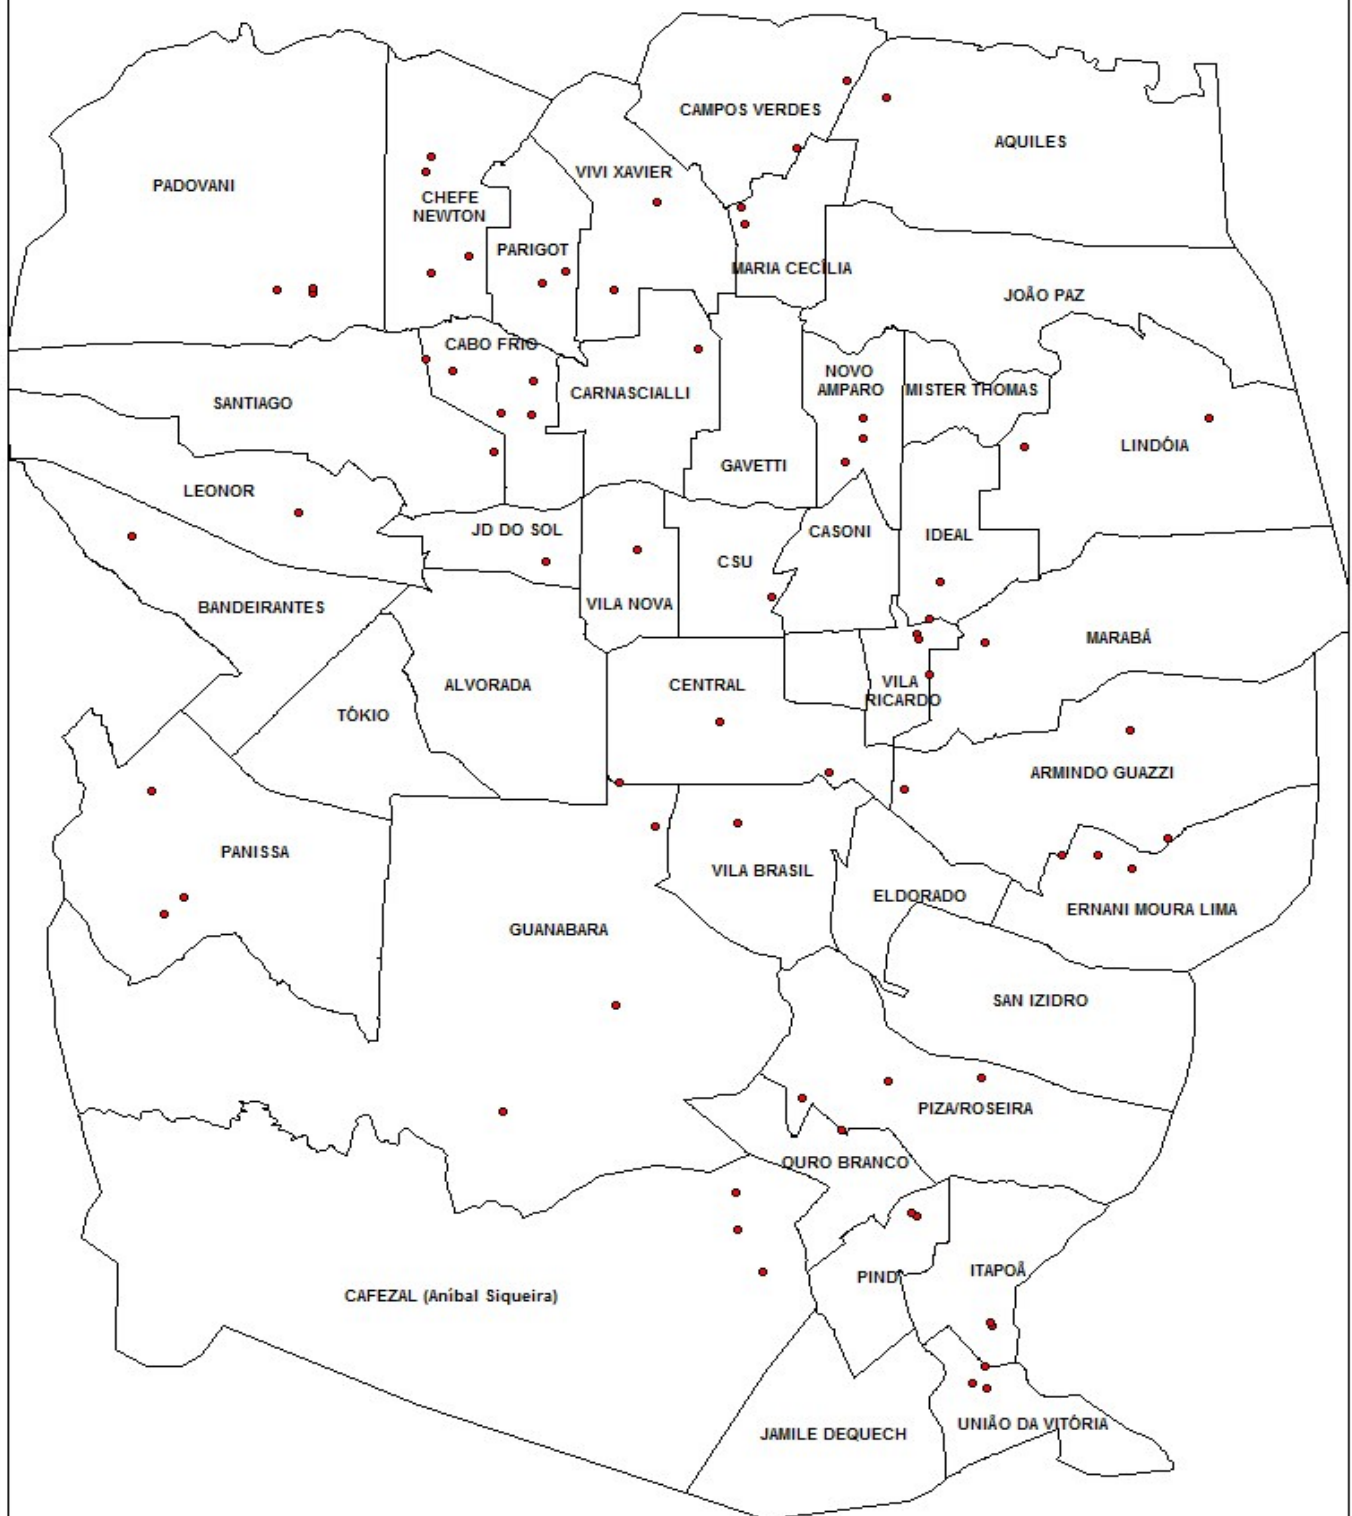 CAMPOS VERDES
AQUILES
VIVI XAVIER
PADOVANI
CHEFE
NEWTON
PARIGOT
MARIA CECÍLIA
JOÃO PAZ
CABO FRIO
NOVO
AMPARO
MISTER THOMAS
CARNASCIALLI
SANTIAGO
LINDÓIA
GAVETTI
LEONOR
JD DO SOL
CASONI
IDEAL
CSU
VILA NOVA
BANDEIRANTES
MARABÁ
ALVORADA
CENTRAL
VILA
RICARDO
TÓKIO
ARMINDO GUAZZI
PANISSA
VILA BRASIL
ELDORADO
ERNANI MOURA LIMA
GUANABARA
SAN IZIDRO
PIZA/ROSEIRA
OURO BRANCO
PIND
ITAPOÃ
CAFEZAL (Aníbal Siqueira)
UNIÃO DA VITÓRIA
JAMILE DEQUECH